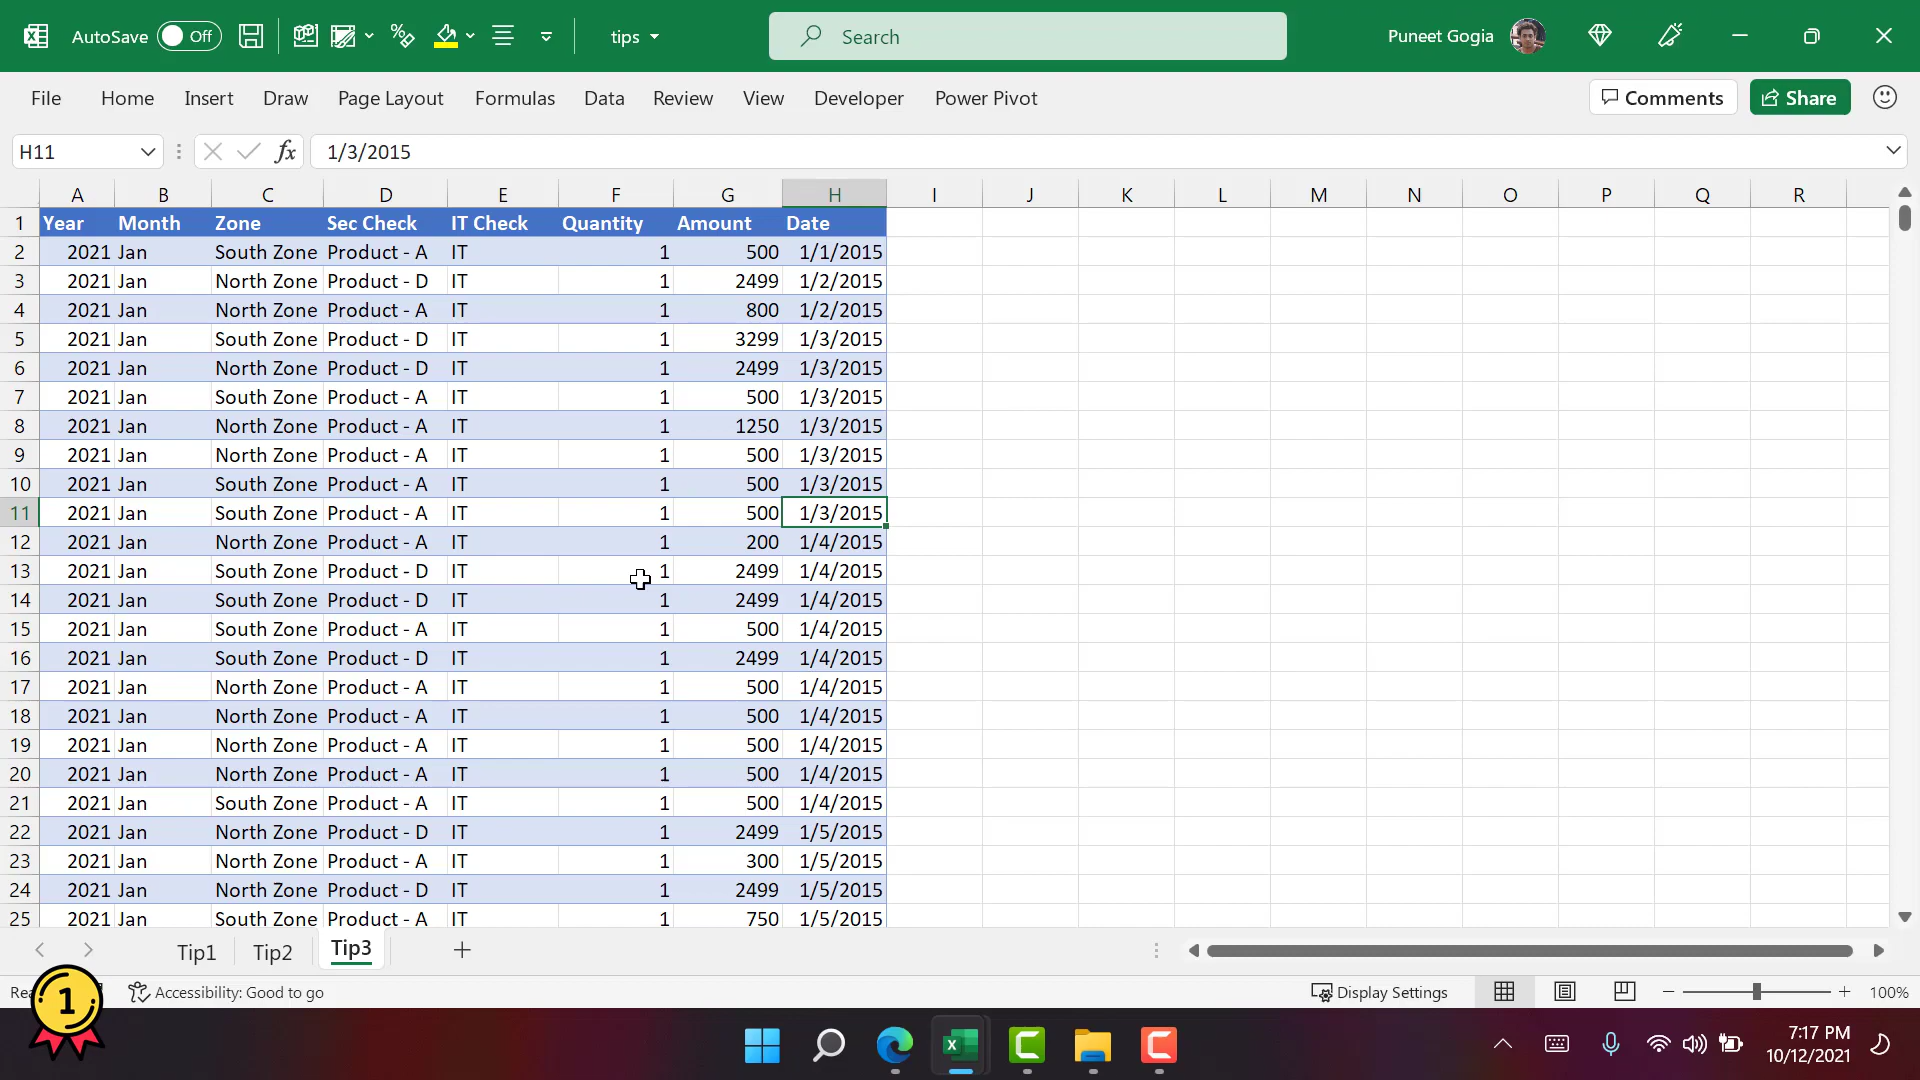 AutoSave Off tips Search Puneet Gogia
File Home Insert Draw Page Layout Formulas Data Review View Developer Power Pivot Comments Share
H11 fx 1/3/2015
A B C D E F G H I J K L M N O P Q R
1 Year Month Zone Sec Check IT Check Quantity Amount Date
2 2021 Jan South Zone Product - A IT 1 500 1/1/2015
3 2021 Jan North Zone Product - D IT 1 2499 1/2/2015
4 2021 Jan North Zone Product - A IT 1 800 1/2/2015
5 2021 Jan South Zone Product - D IT 1 3299 1/3/2015
6 2021 Jan North Zone Product - D IT 1 2499 1/3/2015
7 2021 Jan South Zone Product - A IT 1 500 1/3/2015
8 2021 Jan North Zone Product - A IT 1 1250 1/3/2015
9 2021 Jan North Zone Product - A IT 1 500 1/3/2015
10 2021 Jan South Zone Product - A IT 1 500 1/3/2015
11 2021 Jan South Zone Product - A IT 1 500 1/3/2015
12 2021 Jan North Zone Product - A IT 1 200 1/4/2015
13 2021 Jan South Zone Product - D IT 1 2499 1/4/2015
14 2021 Jan South Zone Product - D IT 1 2499 1/4/2015
15 2021 Jan South Zone Product - A IT 1 500 1/4/2015
16 2021 Jan South Zone Product - D IT 1 2499 1/4/2015
17 2021 Jan North Zone Product - A IT 1 500 1/4/2015
18 2021 Jan North Zone Product - A IT 1 500 1/4/2015
19 2021 Jan North Zone Product - A IT 1 500 1/4/2015
20 2021 Jan North Zone Product - A IT 1 500 1/4/2015
21 2021 Jan South Zone Product - A IT 1 500 1/4/2015
22 2021 Jan North Zone Product - D IT 1 2499 1/5/2015
23 2021 Jan North Zone Product - A IT 1 300 1/5/2015
24 2021 Jan North Zone Product - D IT 1 2499 1/5/2015
25 2021 Jan South Zone Product - A IT 1 750 1/5/2015
Tip1 Tip2 Tip3
1 Accessibility: Good to go Display Settings 100%
7:17 PM
10/12/2021